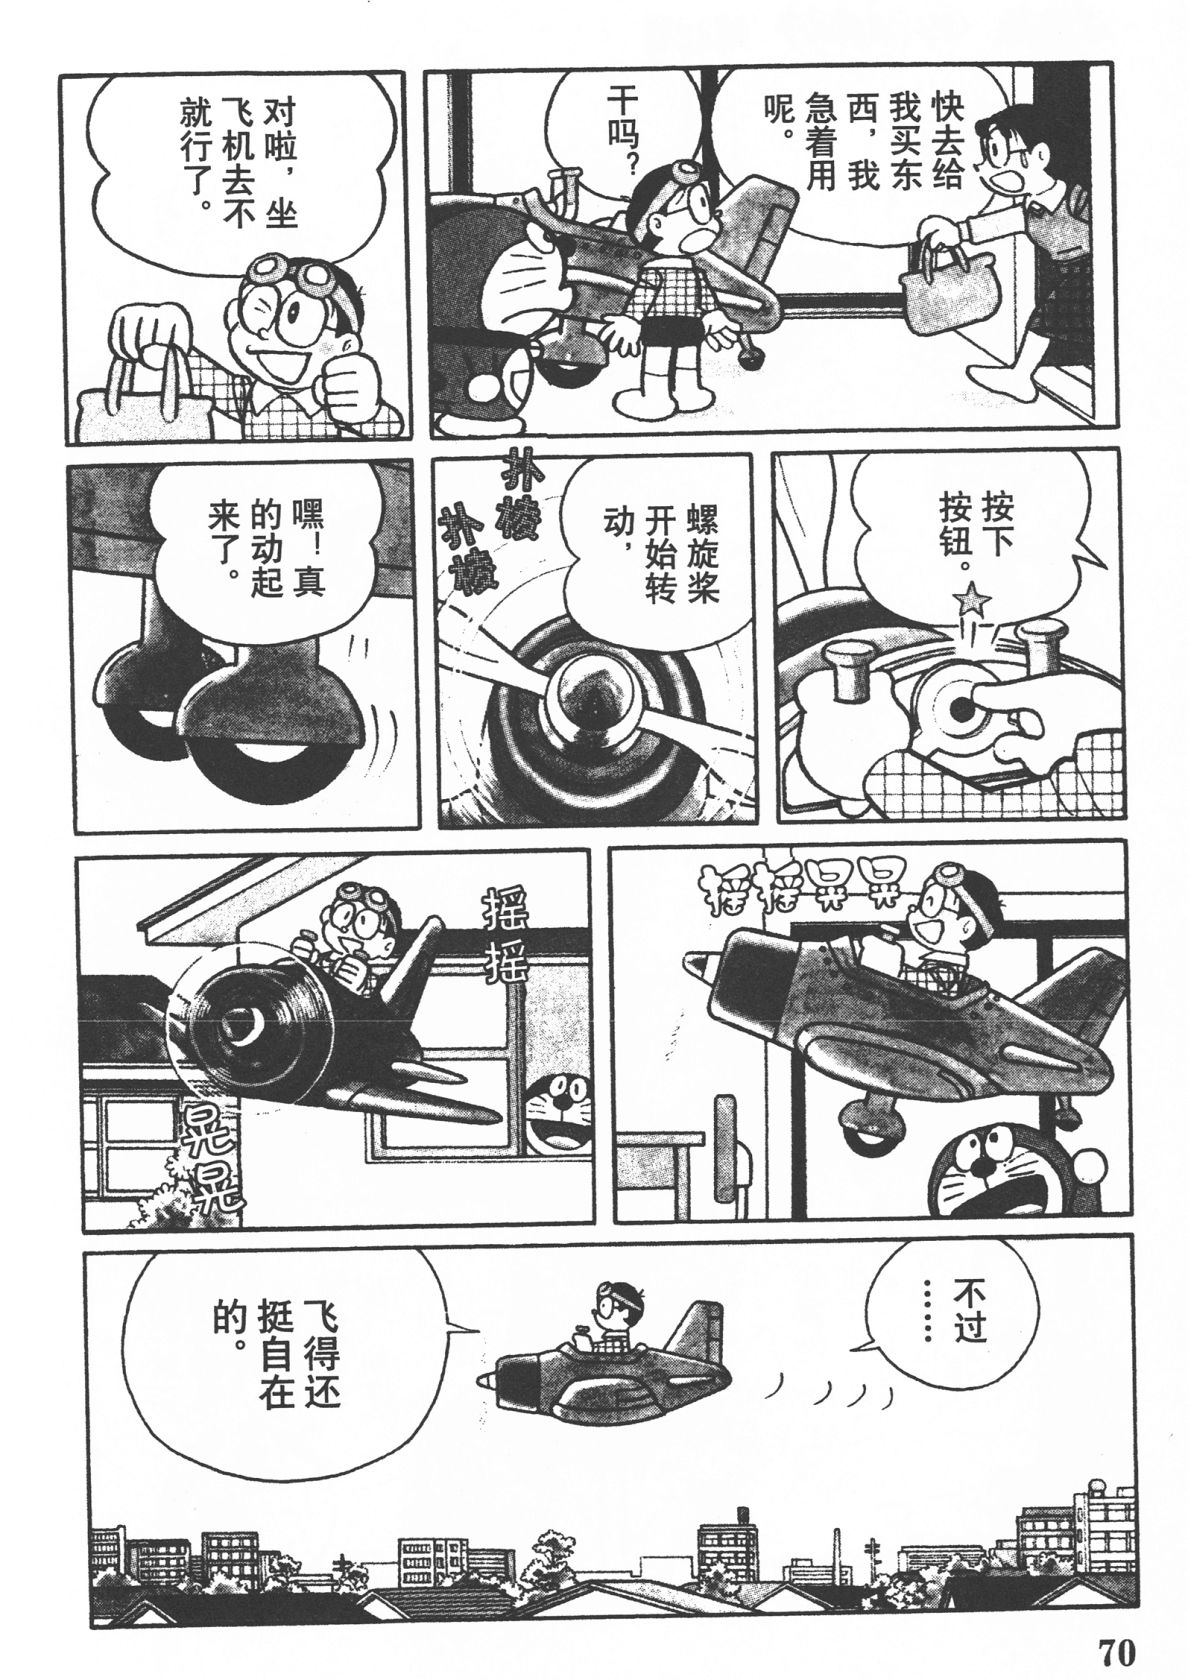 快去给
我买东
西，我
急着用
呢。
干吗？
对啦，坐
飞机去不
就行了。
按下
按钮。
螺旋桨
开始转
动，
扑棱
扑棱
嘿！真
的动起
来了。
摇摇晃晃
摇摇
晃晃
不过
……
飞得还
挺自在
的。
70